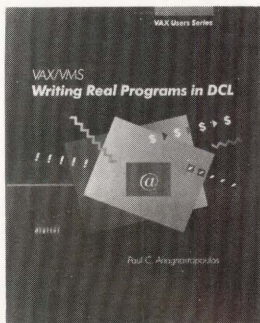 VAX Users Series
VAX/VMS
Writing Real Programs in DCL
$ $ $ $ $
! ! ! ! !
@
digital
Paul C. Anagnostopoulos